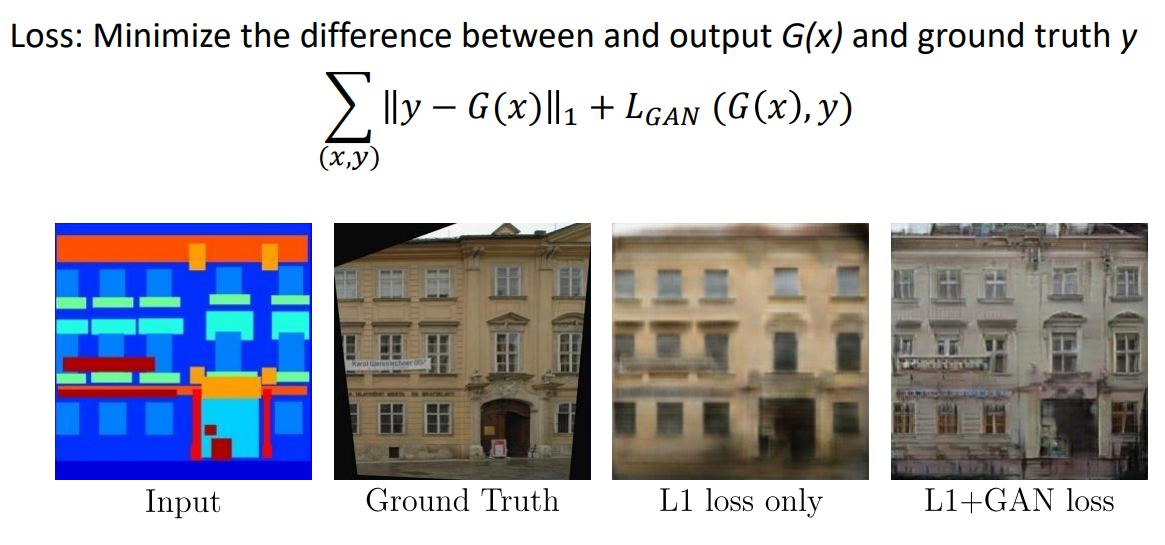 Loss: Minimize the difference between and output G(x) and ground truth y
∑ ‖y − G(x)‖₁ + L_GAN (G(x), y)
(x,y)
Input
Ground Truth
L1 loss only
L1+GAN loss